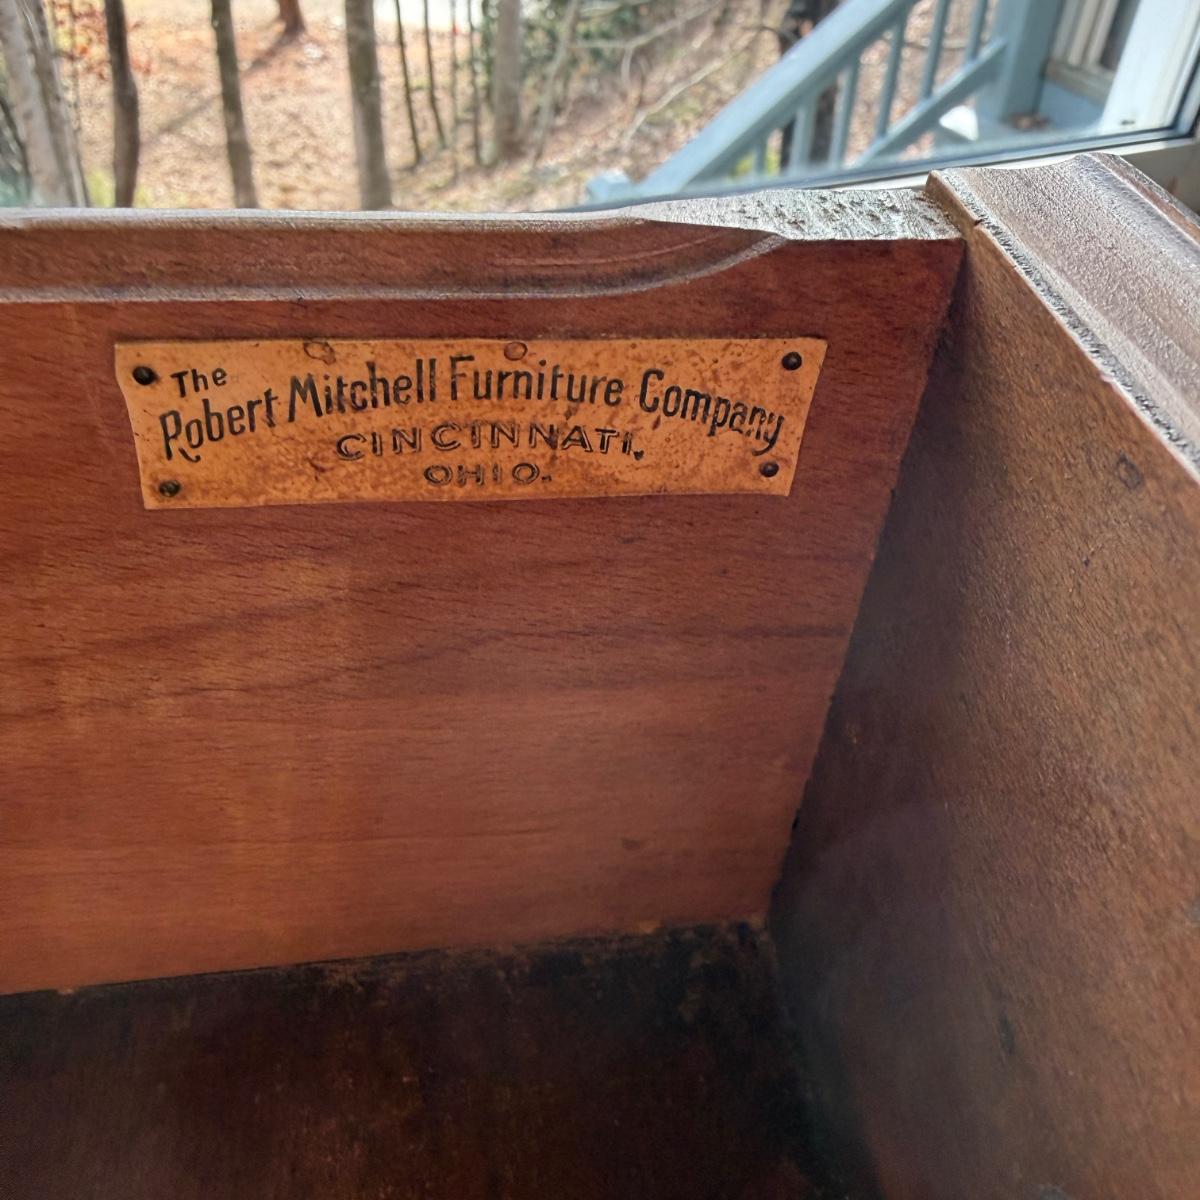 The
Robert Mitchell Furniture Company
CINCINNATI,
OHIO.